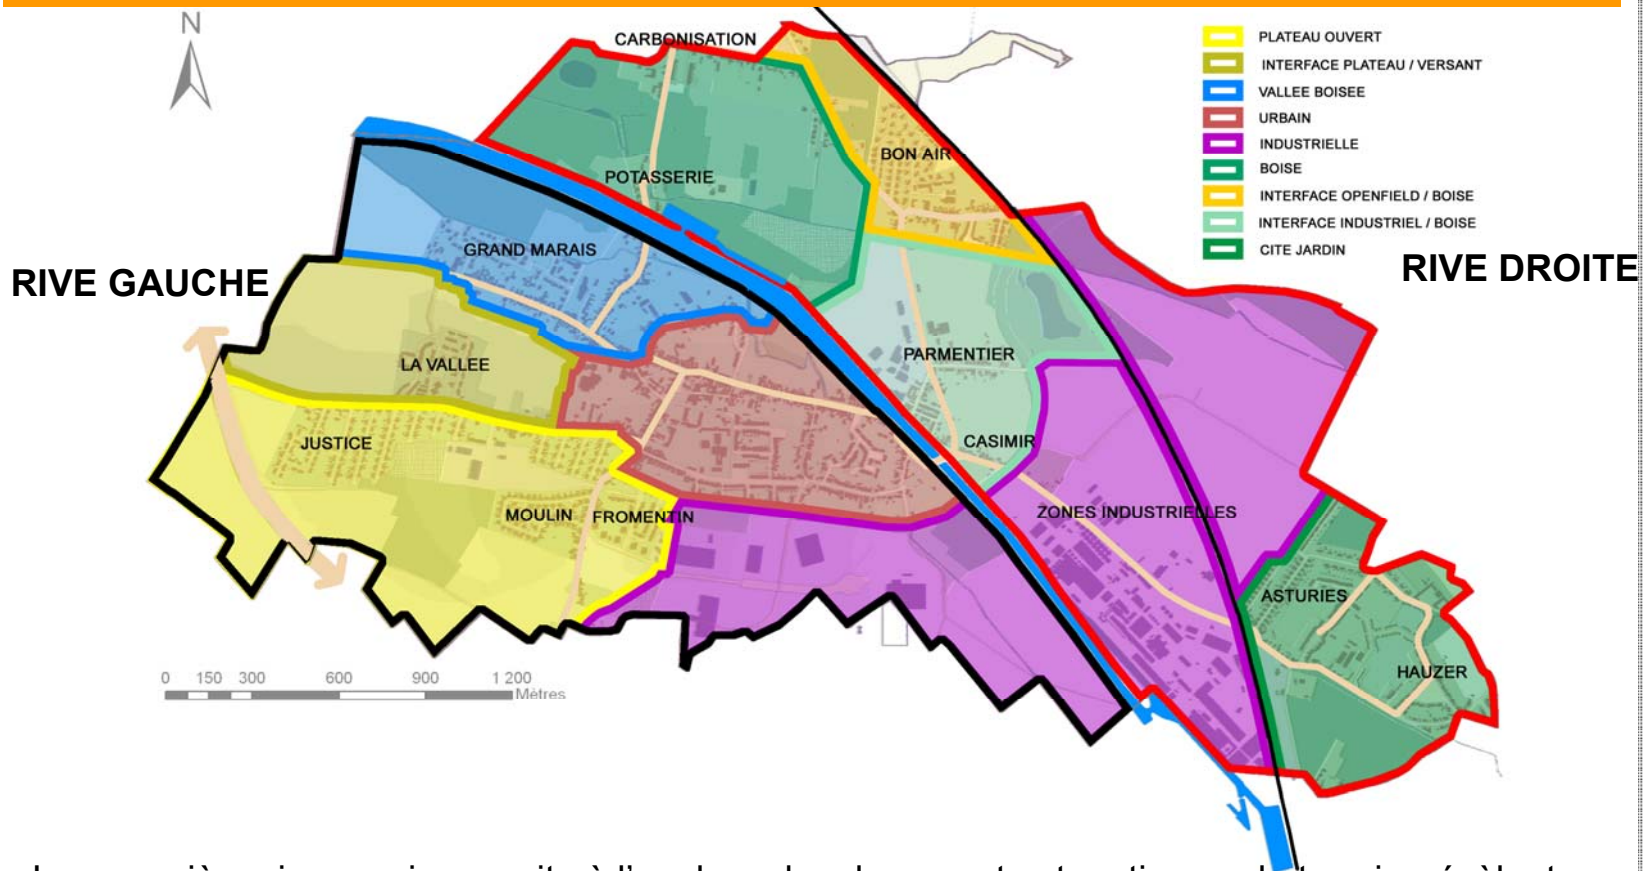 N
CARBONISATION
PLATEAU OUVERT
INTERFACE PLATEAU / VERSANT
VALLEE BOISEE
URBAIN
INDUSTRIELLE
BOISE
INTERFACE OPENFIELD / BOISE
INTERFACE INDUSTRIEL / BOISE
CITE JARDIN
BON AIR
POTASSERIE
GRAND MARAIS
RIVE GAUCHE
RIVE DROITE
LA VALLEE
PARMENTIER
JUSTICE
CASIMIR
MOULIN
FROMENTIN
ZONES INDUSTRIELLES
ASTURIES
HAUZER
0 150 300 600 900 1 200
Mètres